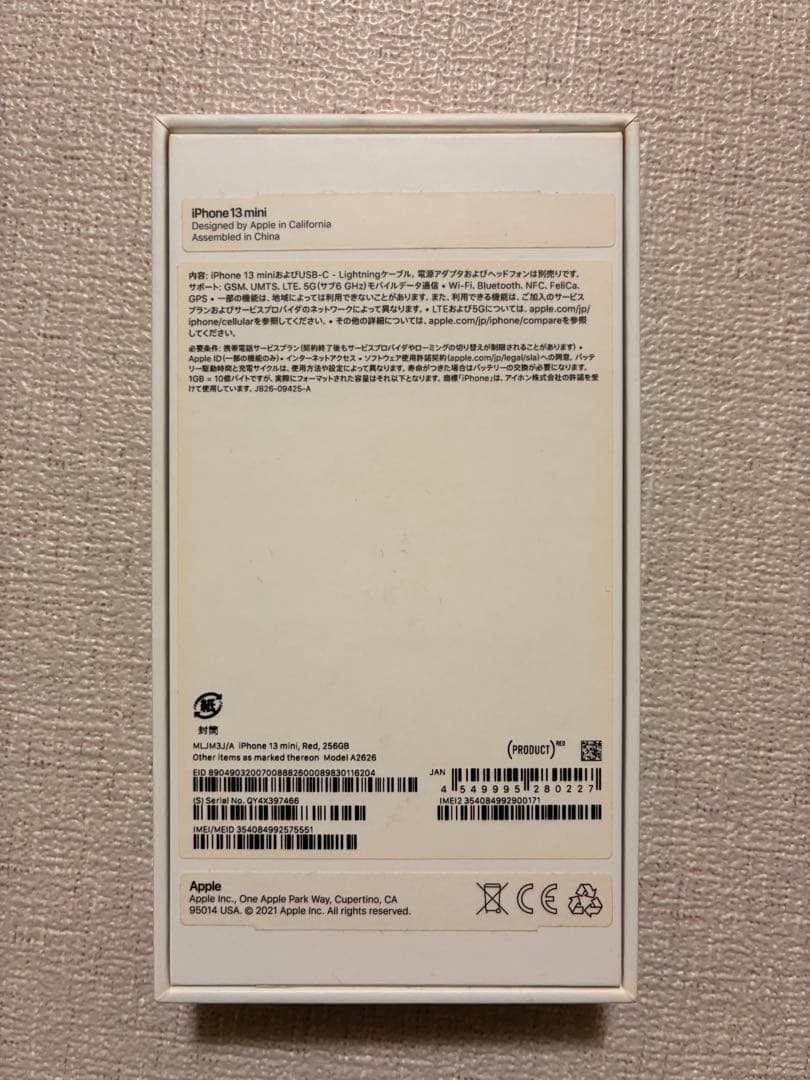 iPhone 13 mini
Designed by Apple in California
Assembled in China
内容: iPhone 13 miniおよびUSB-C - Lightningケーブル。電源アダプタおよびヘッドフォンは別売りです。
サポート: GSM、UMTS、LTE、5G(サブ6 GHz)モバイルデータ通信 • Wi-Fi、Bluetooth、NFC、FeliCa、
GPS • 一部の機能は、地域によっては利用できないことがあります。また、利用できる機能は、ご加入のサービス
プランおよびサービスプロバイダのネットワークによって異なります。• LTEおよび5Gについては、apple.com/jp/
iphone/cellularを参照してください。• その他の詳細については、apple.com/jp/iphone/compareを参照
してください。
必要条件: 携帯電話サービスプラン(契約終了後もサービスプロバイダやローミングの切り替えが制限されることがあります) •
Apple ID(一部の機能のみ) • インターネットアクセス • ソフトウェア使用許諾契約(apple.com/jp/legal/sla)への同意。バッテ
リー駆動時間と充電サイクルは、使用方法や設定によって異なります。寿命がつきた場合はバッテリーの交換が必要になります。
1GB = 10億バイトですが、実際にフォーマットされた容量はそれ以下となります。商標「iPhone」は、アイホン株式会社の許諾を受
けて使用しています。JB26-09425-A
紙
封筒
MLJM3J/A iPhone 13 mini, Red, 256GB
Other items as marked thereon Model A2626
(PRODUCT)RED
EID 89049032007008882600089830116204
JAN
4 549995 280227
(S) Serial No. QY4X397466
IMEI2 354084992900171
IMEI/MEID 354084992575551
Apple
Apple Inc., One Apple Park Way, Cupertino, CA
95014 USA. © 2021 Apple Inc. All rights reserved.
CE